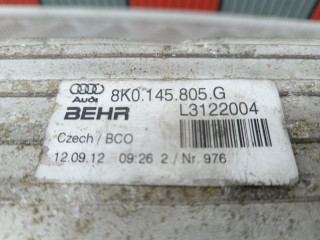 Audi 8K0.145.805.G
BEHR L3122004
Czech / BCO
12.09.12 09:26 2 / Nr. 976